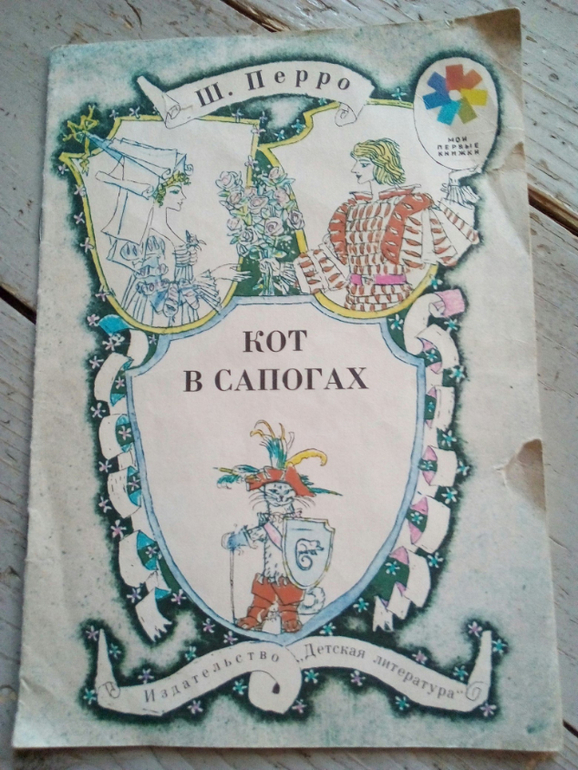 Ш. Перро
МОИ
ПЕРВЫЕ
КНИЖКИ
КОТ
В САПОГАХ
Издательство „Детская литература“